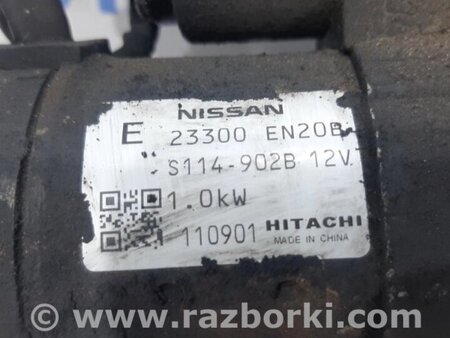 NISSAN
E 23300 EN20B
S114-902B 12V
1.0kW
110901 HITACHI
MADE IN CHINA
© www.razborki.com